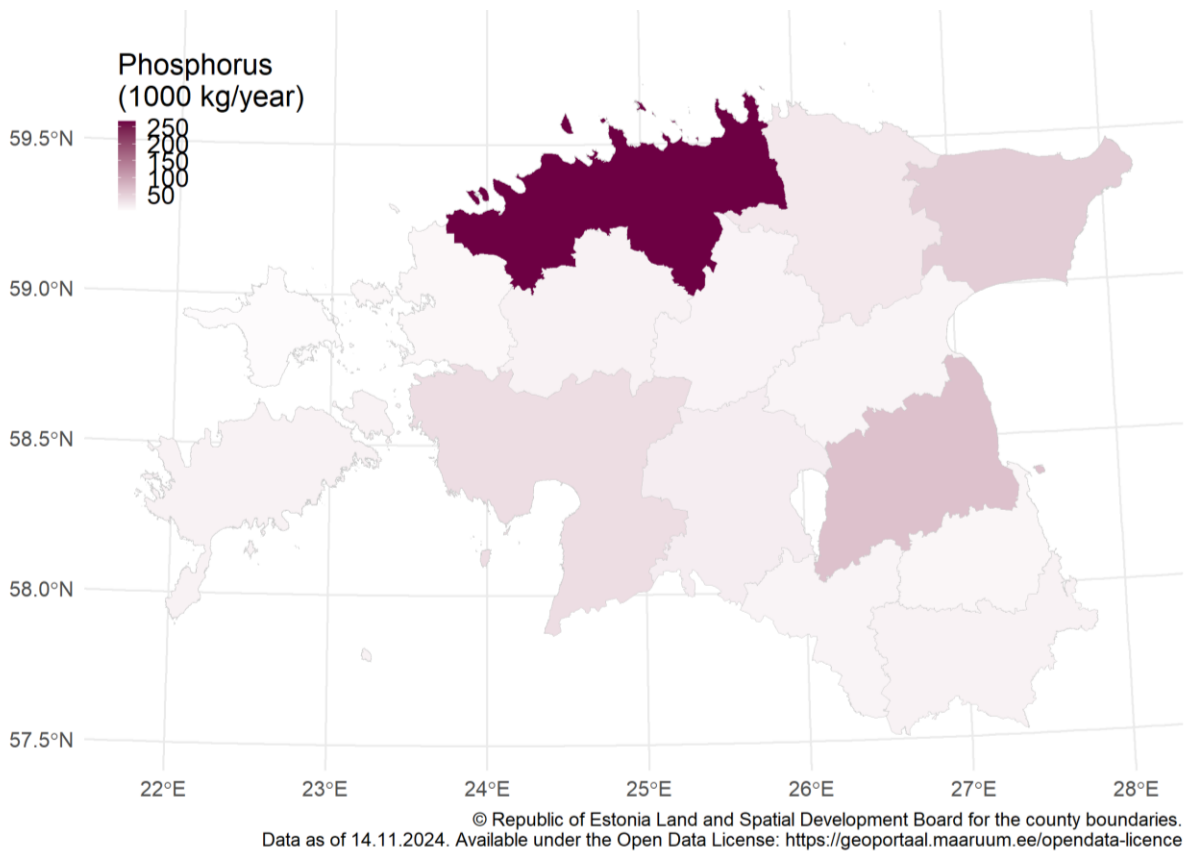 Phosphorus
(1000 kg/year)
250
200
150
100
50
59.5°N
59.0°N
58.5°N
58.0°N
57.5°N
22°E 23°E 24°E 25°E 26°E 27°E 28°E
© Republic of Estonia Land and Spatial Development Board for the county boundaries.
Data as of 14.11.2024. Available under the Open Data License: https://geoportaal.maaruum.ee/opendata-licence